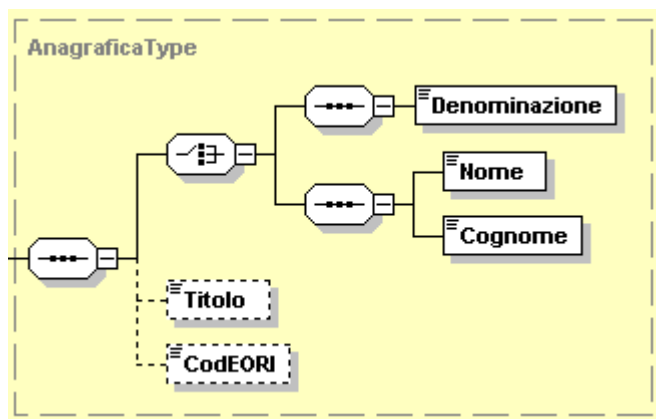 AnagraficaType
Denominazione
Nome
Cognome
Titolo
CodEORI